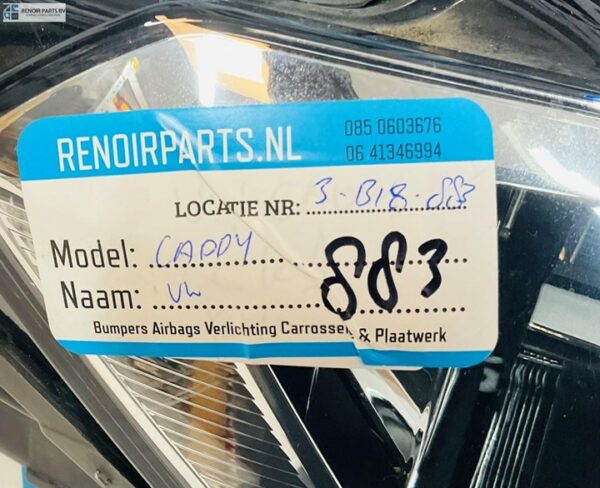 RENOIR PARTS BV
RENOIRPARTS.NL
085 0603676
06 41346994
LOCATIE NR: 3-B18-883
Model: CADDY
Naam: VW
883
Bumpers Airbags Verlichting Carrosserie & Plaatwerk